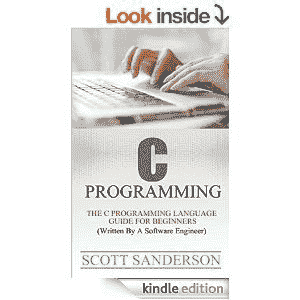 Look inside
C
PROGRAMMING
THE C PROGRAMMING LANGUAGE
GUIDE FOR BEGINNERS
(Written By A Software Engineer)
SCOTT SANDERSON
kindle edition